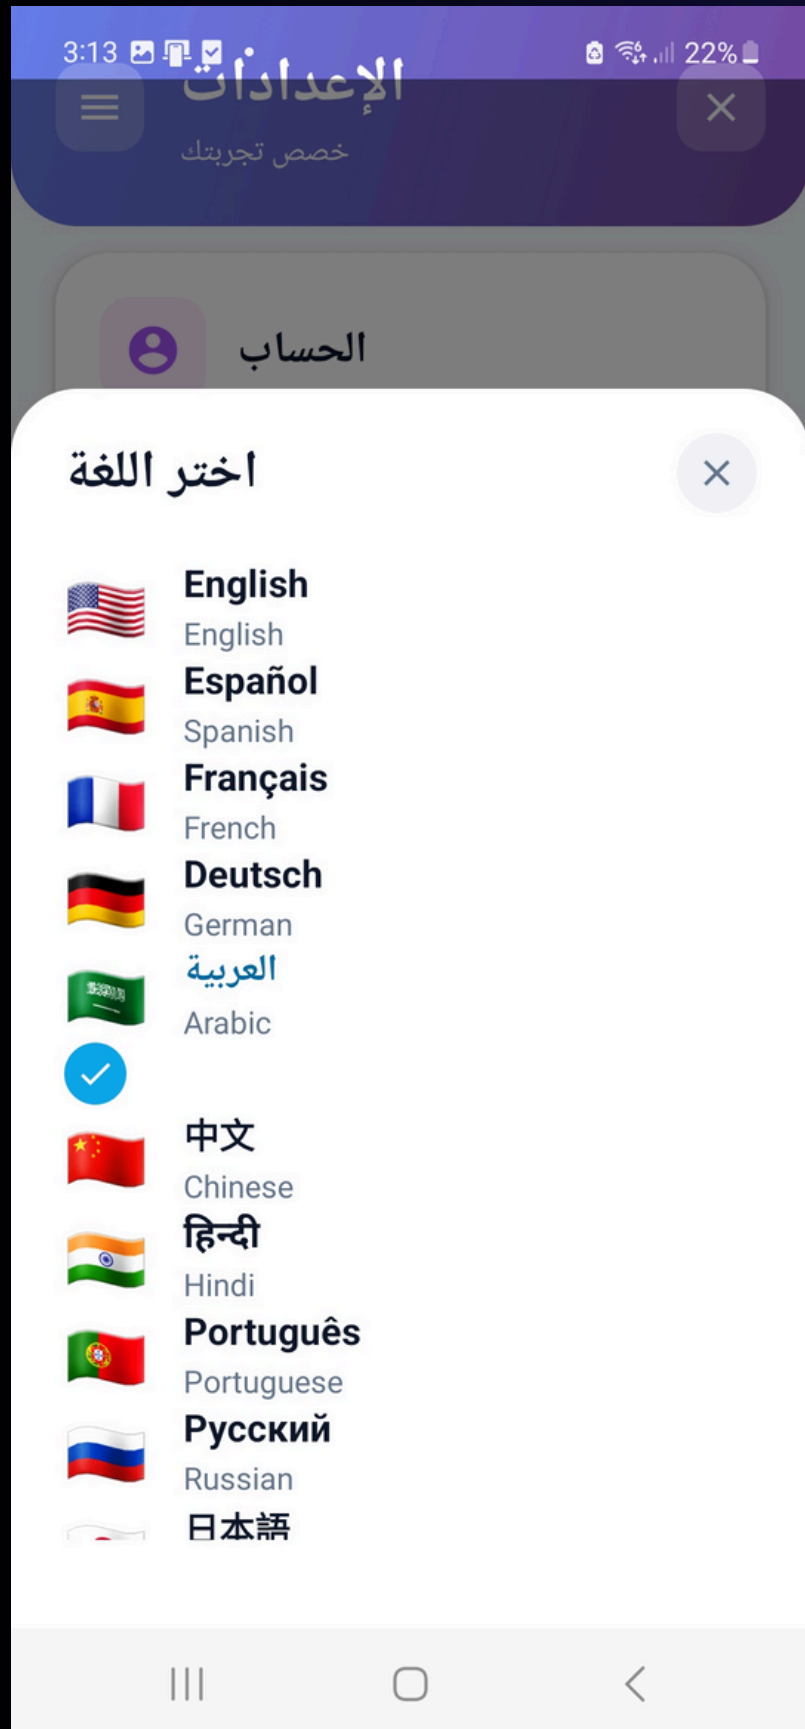 3:13
22%
الإعدادات
خصص تجربتك
الحساب
اختر اللغة
English
English
Español
Spanish
Français
French
Deutsch
German
العربية
Arabic
中文
Chinese
हिन्दी
Hindi
Português
Portuguese
Русский
Russian
日本語